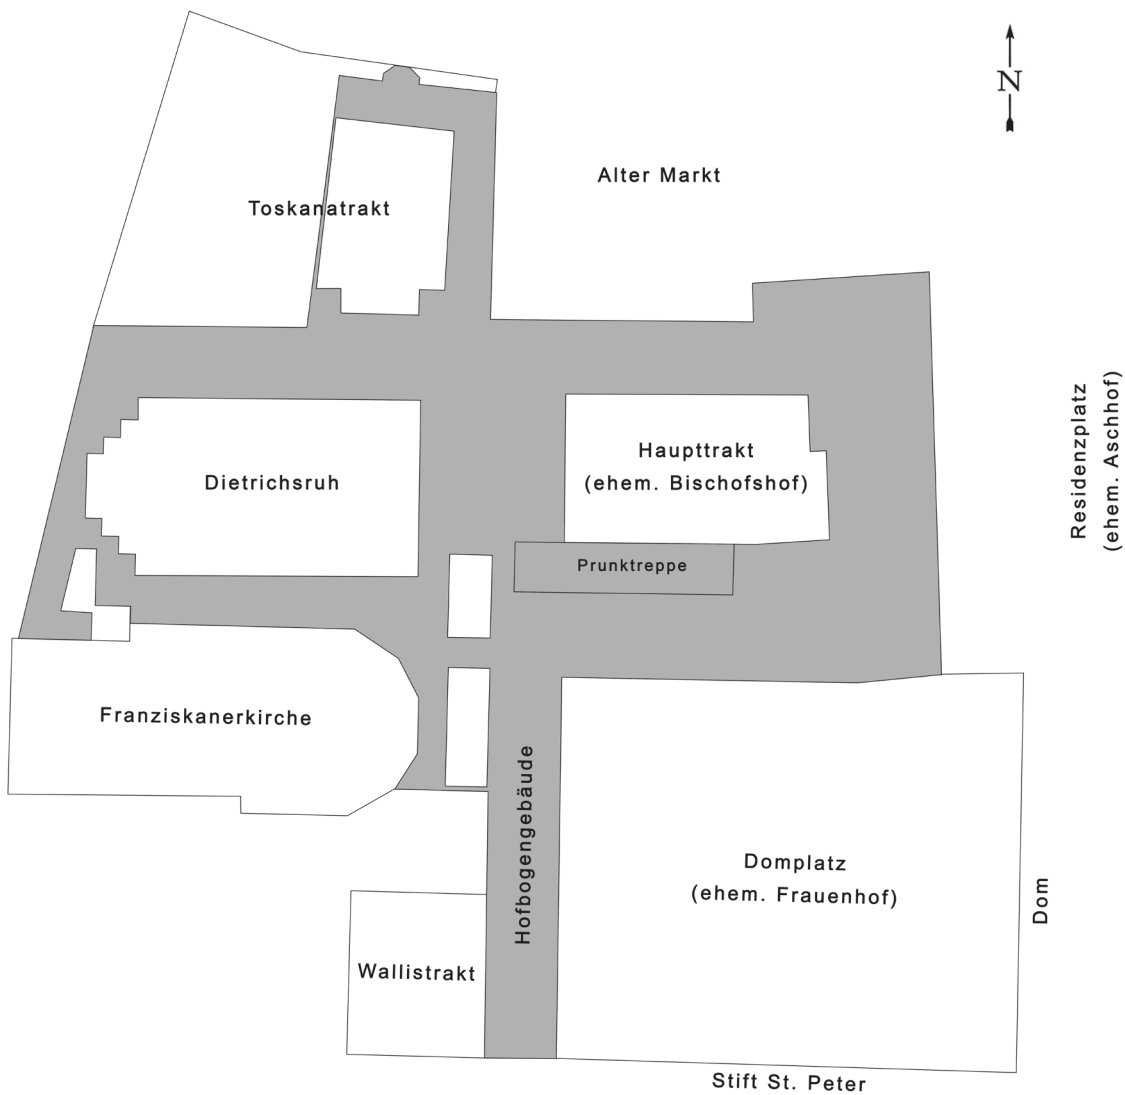 N
Alter Markt
Toskanatrakt
Residenzplatz
(ehem. Aschhof)
Haupttrakt
(ehem. Bischofshof)
Dietrichsruh
Prunktreppe
Franziskanerkirche
Hofbogengebäude
Domplatz
(ehem. Frauenhof)
Dom
Wallistrakt
Stift St. Peter